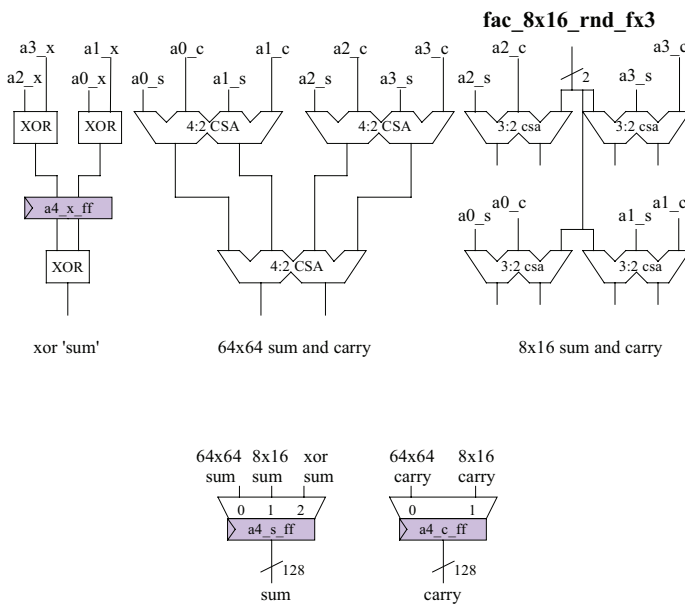 fac_8x16_rnd_fx3
a3_x a1_x a0_c a1_c a2_c a3_c a2_c a3_c
a2_x a0_x a0_s a1_s a2_s a3_s a2_s 2 a3_s
XOR XOR 4:2 CSA 4:2 CSA 3:2 csa 3:2 csa
a4_x_ff
a0_s a0_c a1_s a1_c
XOR 4:2 CSA 3:2 csa 3:2 csa
xor 'sum' 64x64 sum and carry 8x16 sum and carry
64x64 8x16 xor 64x64 8x16
sum sum sum carry carry
0 1 2 0 1
a4_s_ff a4_c_ff
128 128
sum carry